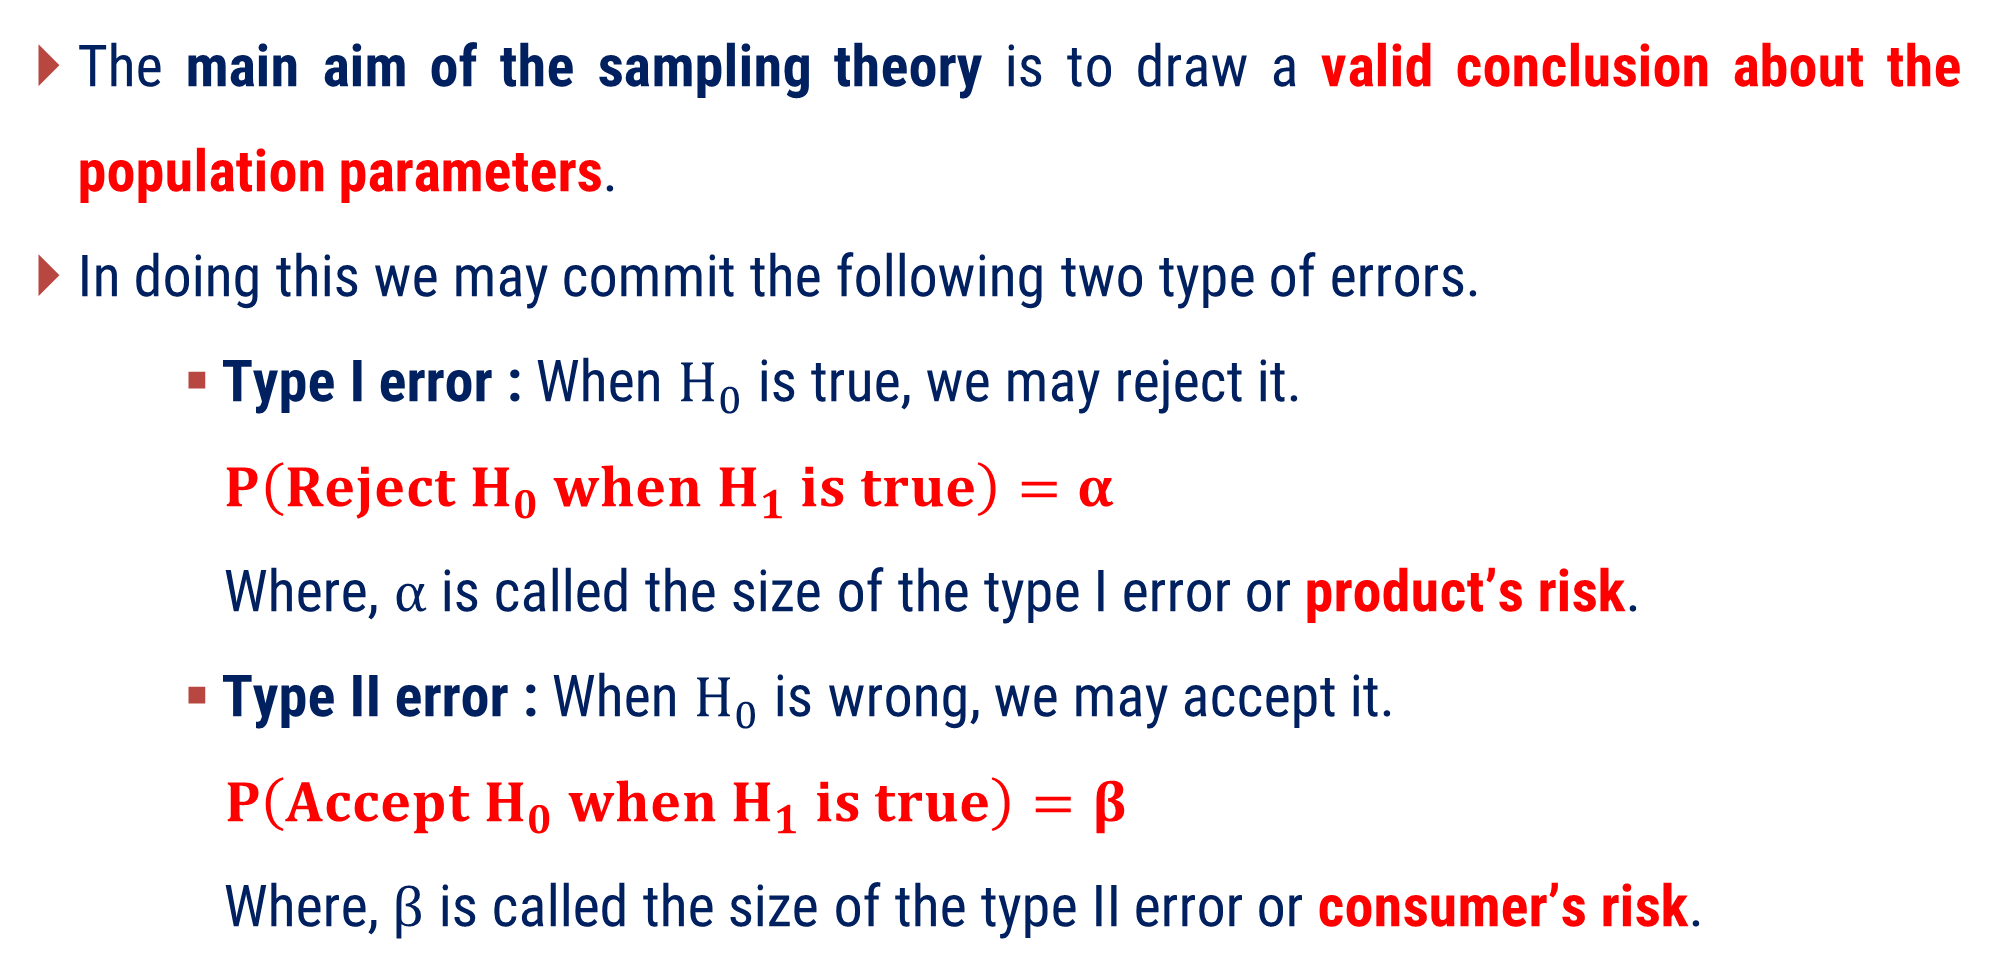 The main aim of the sampling theory is to draw a valid conclusion about the
population parameters.
In doing this we may commit the following two type of errors.
Type I error : When H₀ is true, we may reject it.
P(Reject H₀ when H₁ is true) = α
Where, α is called the size of the type I error or product’s risk.
Type II error : When H₀ is wrong, we may accept it.
P(Accept H₀ when H₁ is true) = β
Where, β is called the size of the type II error or consumer’s risk.